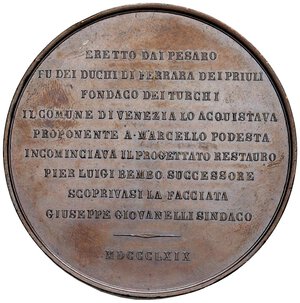 ERETTO DAI PESARO
FU DEI DUCHI DI FERRARA DEI PRIULI
FONDACO DEI TURCHI
IL COMUNE DI VENEZIA LO ACQUISTAVA
PROPONENTE A·MARCELLO PODESTA
INCOMINCIAVA IL PROGETTATO RESTAURO
PIER LUIGI BEMBO SUCCESSORE
SCOPRIVASI LA FACCIATA
GIUSEPPE GIOVANELLI SINDACO
MDCCCLXIX